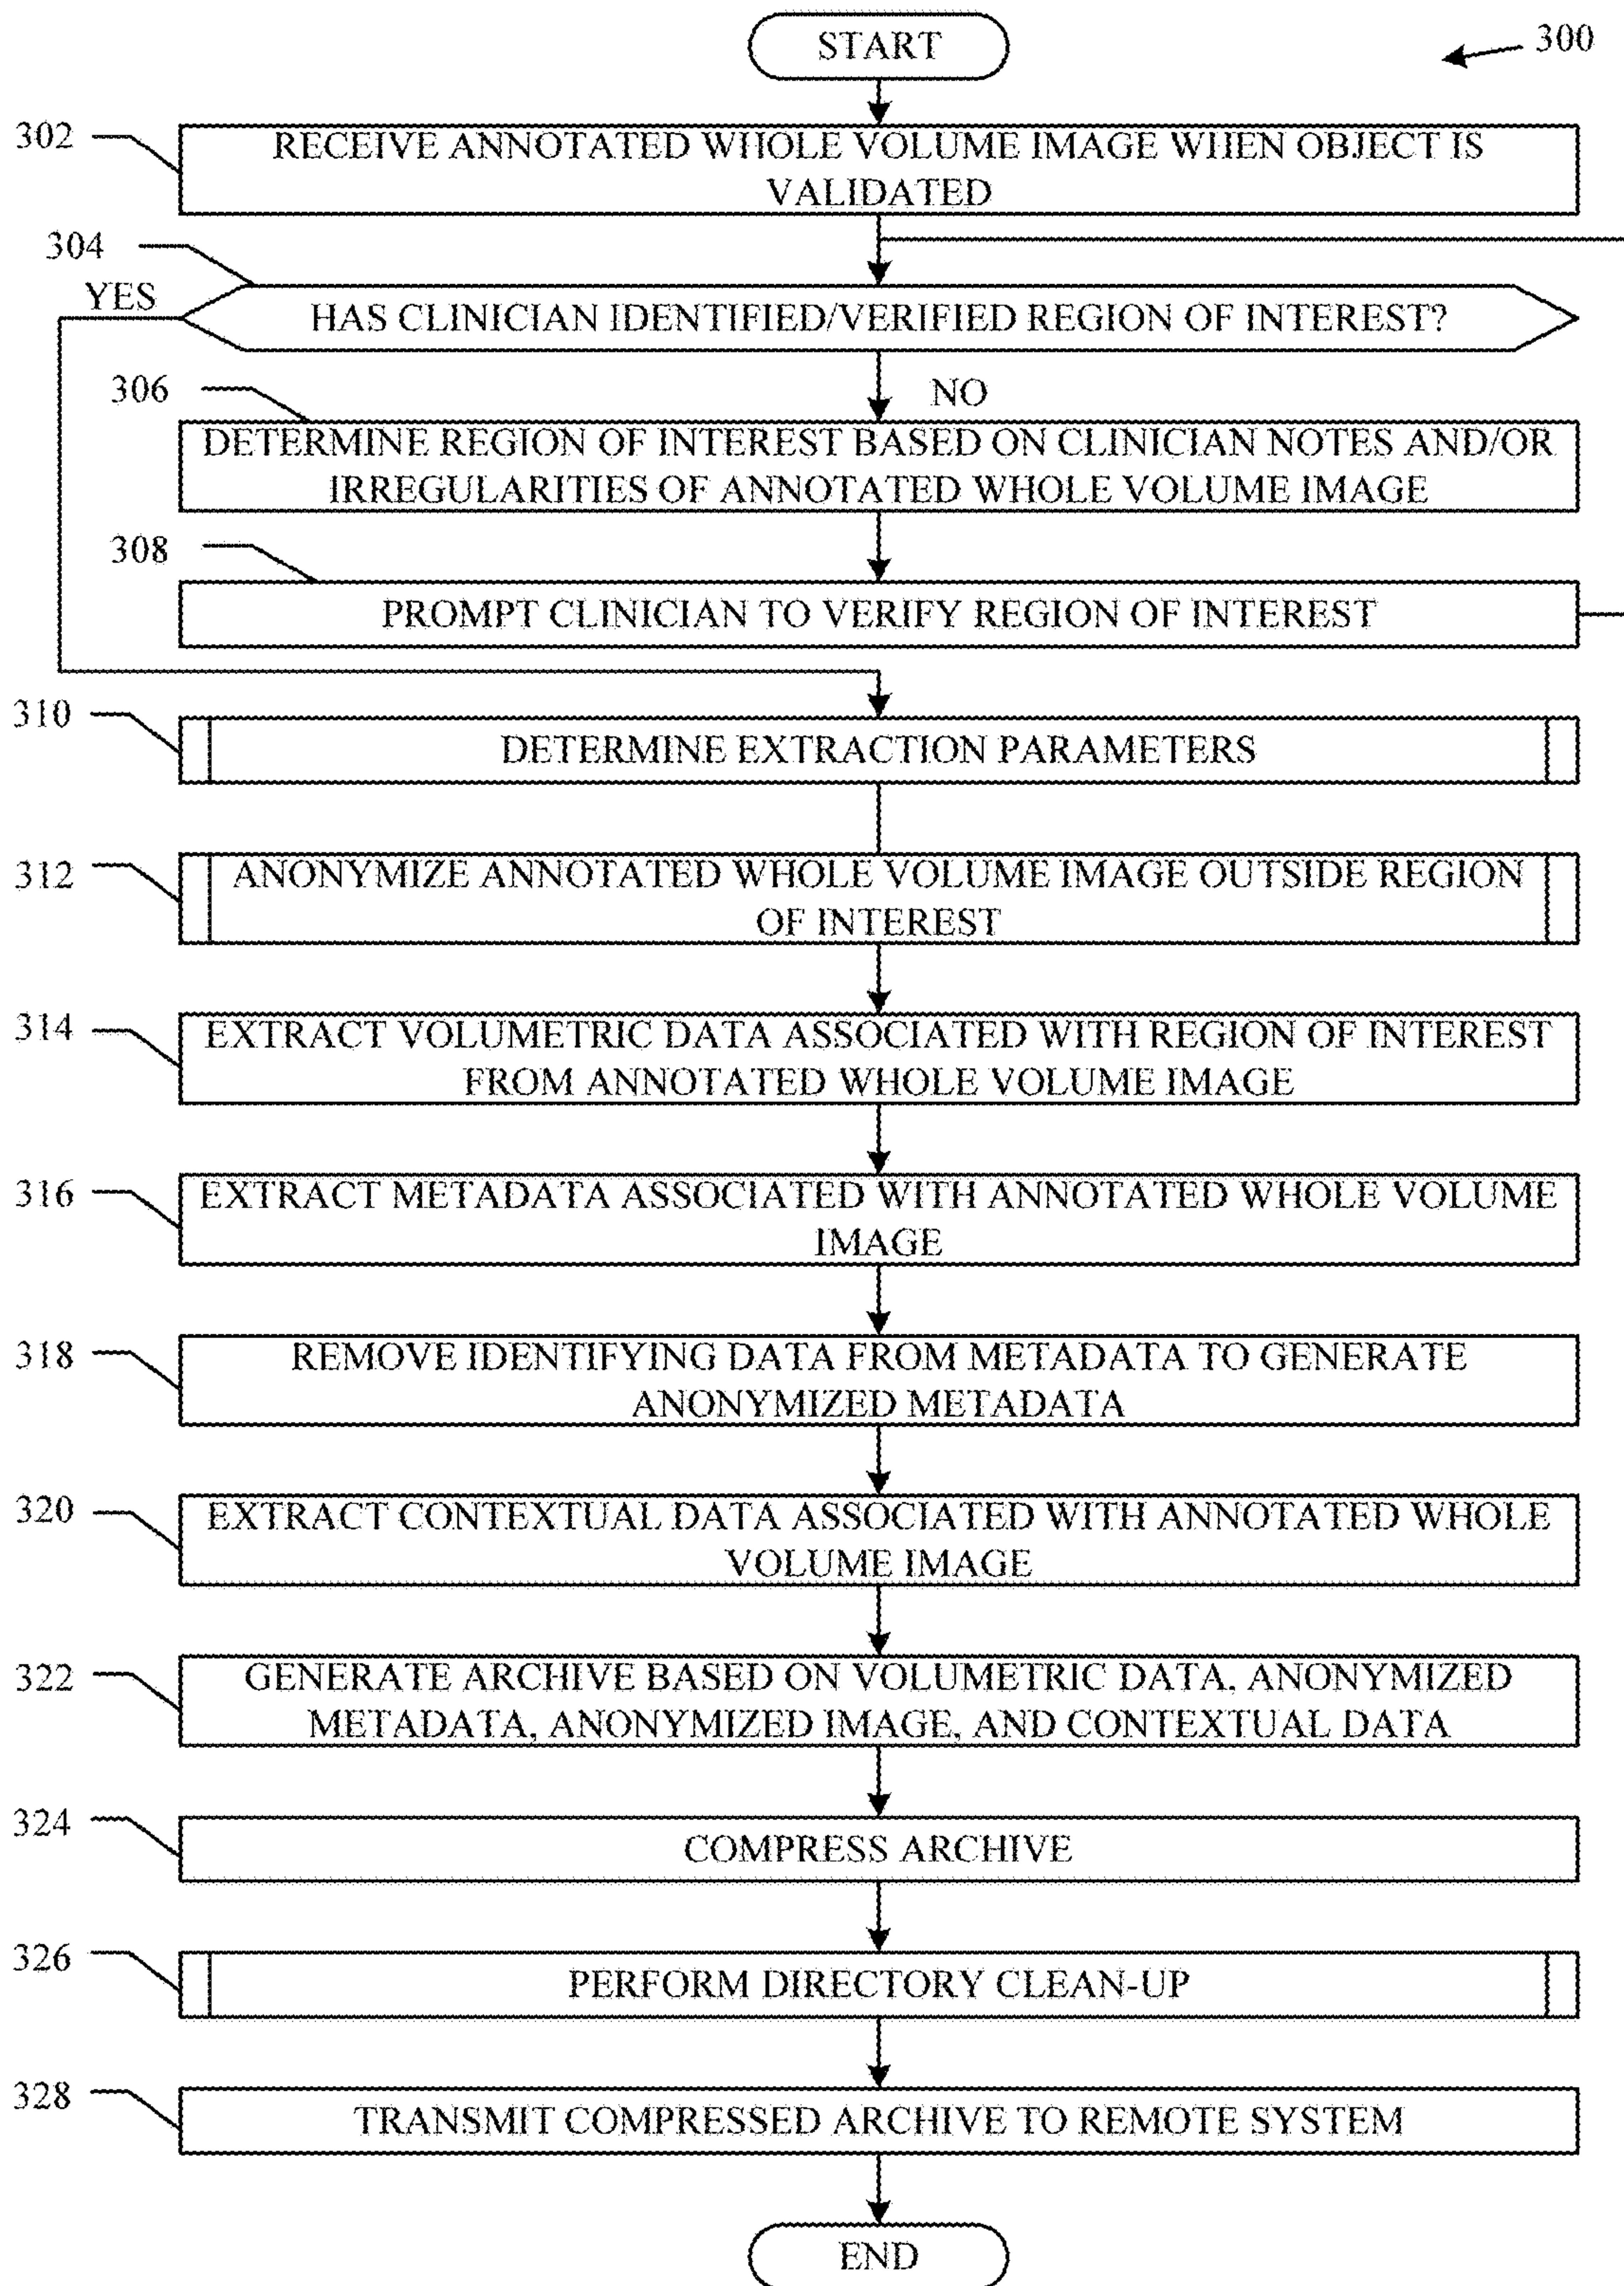 START
300
302
RECEIVE ANNOTATED WHOLE VOLUME IMAGE WHEN OBJECT IS
VALIDATED
304
YES
HAS CLINICIAN IDENTIFIED/VERIFIED REGION OF INTEREST?
306
NO
DETERMINE REGION OF INTEREST BASED ON CLINICIAN NOTES AND/OR
IRREGULARITIES OF ANNOTATED WHOLE VOLUME IMAGE
308
PROMPT CLINICIAN TO VERIFY REGION OF INTEREST
310
DETERMINE EXTRACTION PARAMETERS
312
ANONYMIZE ANNOTATED WHOLE VOLUME IMAGE OUTSIDE REGION
OF INTEREST
314
EXTRACT VOLUMETRIC DATA ASSOCIATED WITH REGION OF INTEREST
FROM ANNOTATED WHOLE VOLUME IMAGE
316
EXTRACT METADATA ASSOCIATED WITH ANNOTATED WHOLE VOLUME
IMAGE
318
REMOVE IDENTIFYING DATA FROM METADATA TO GENERATE
ANONYMIZED METADATA
320
EXTRACT CONTEXTUAL DATA ASSOCIATED WITH ANNOTATED WHOLE
VOLUME IMAGE
322
GENERATE ARCHIVE BASED ON VOLUMETRIC DATA, ANONYMIZED
METADATA, ANONYMIZED IMAGE, AND CONTEXTUAL DATA
324
COMPRESS ARCHIVE
326
PERFORM DIRECTORY CLEAN-UP
328
TRANSMIT COMPRESSED ARCHIVE TO REMOTE SYSTEM
END